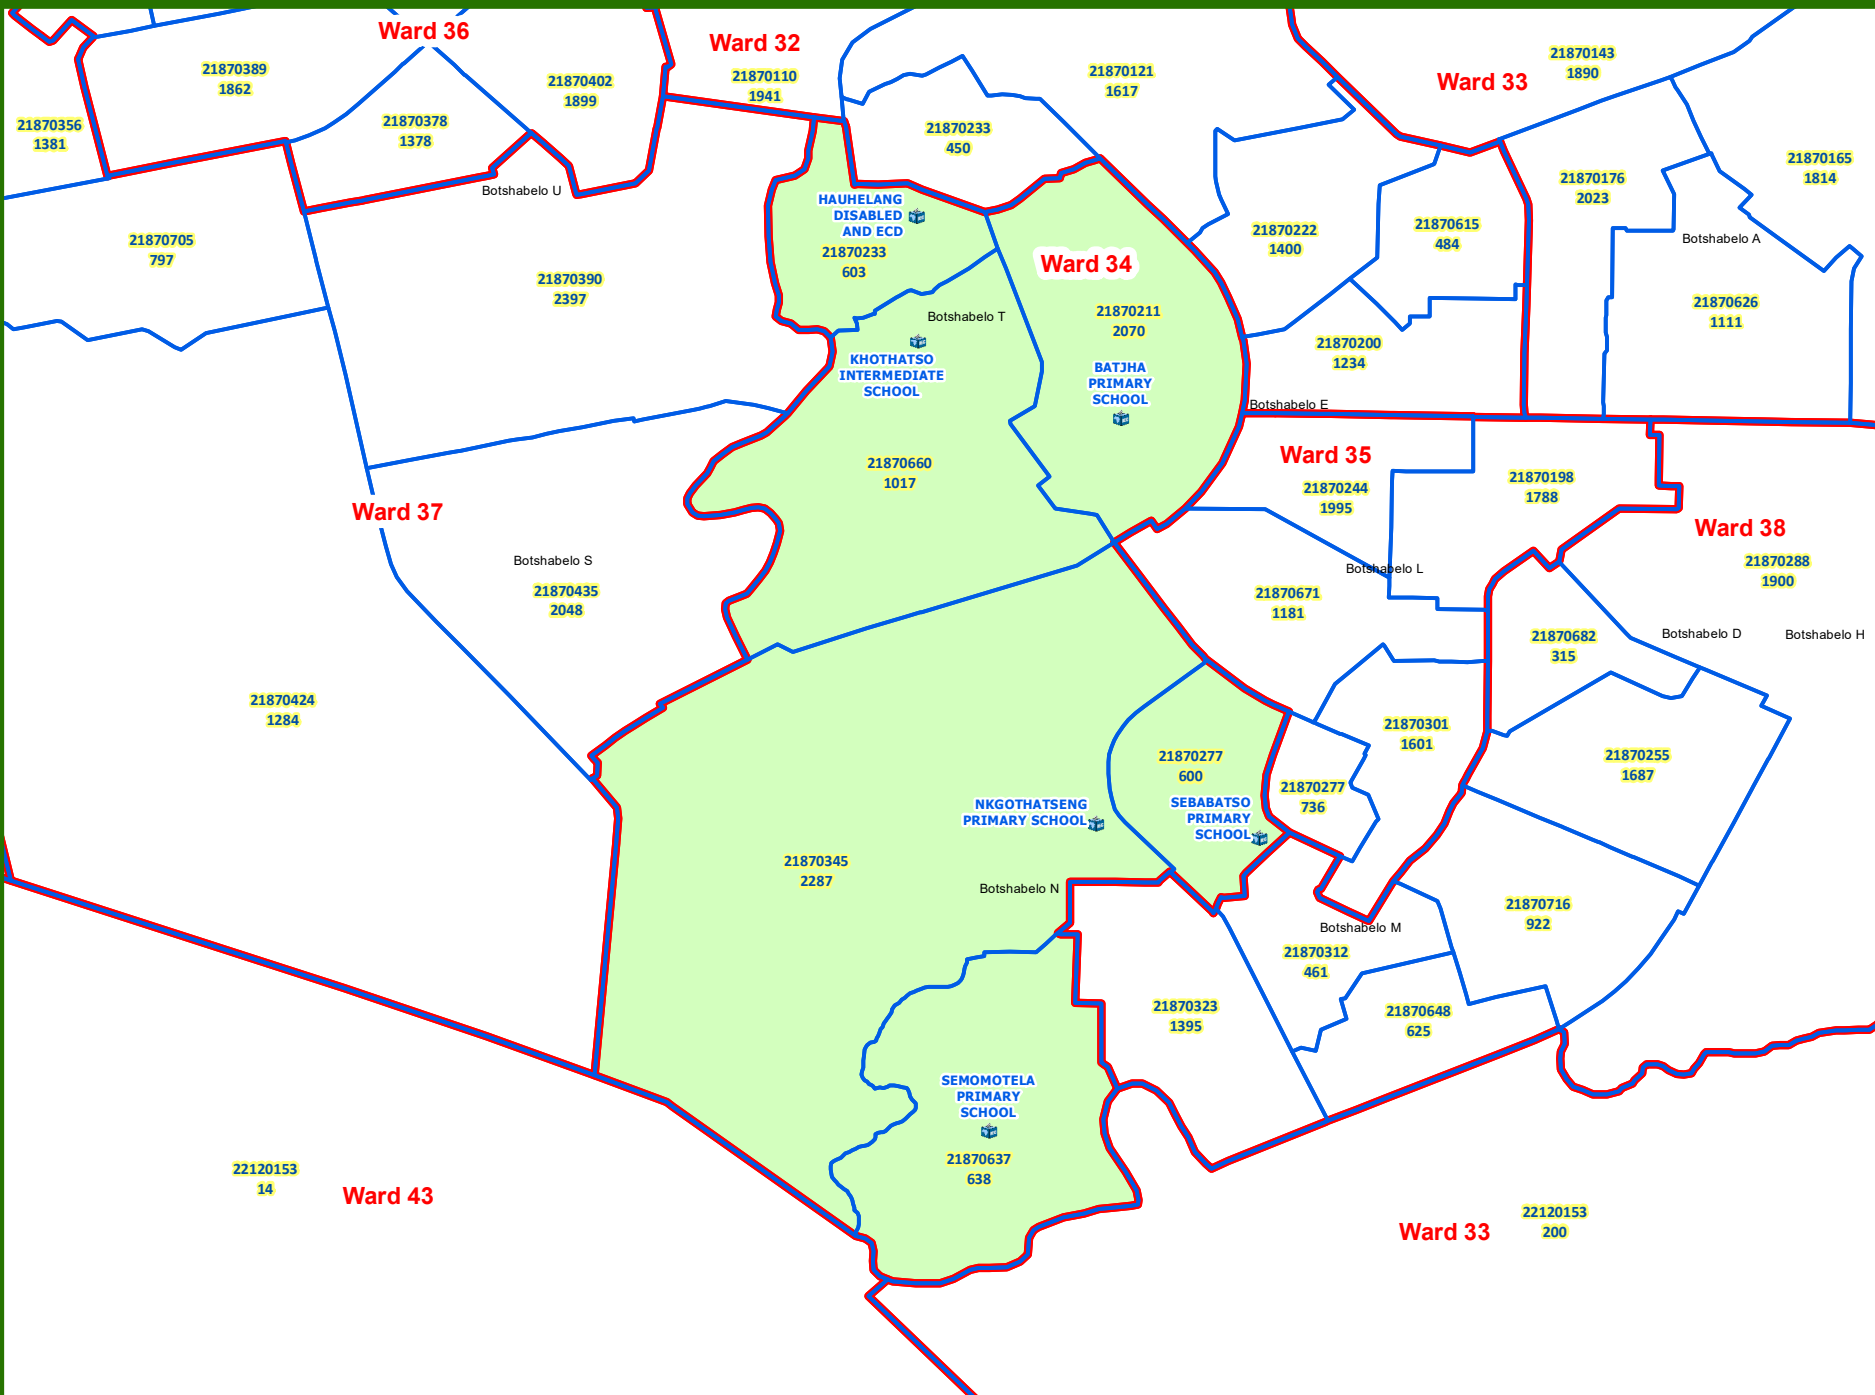 Ward 36
Ward 32
Ward 33
21870389
1862
21870402
1899
21870110
1941
21870121
1617
21870143
1890
21870356
1381
21870378
1378
21870233
450
21870165
1814
Botshabelo U
21870176
2023
HAUHELANG
DISABLED
AND ECD
21870233
603
21870222
1400
21870615
484
Botshabelo A
21870705
797
21870390
2397
Ward 34
21870626
1111
Botshabelo T
21870211
2070
21870200
1234
KHOTHATSO
INTERMEDIATE
SCHOOL
BATJHA
PRIMARY
SCHOOL
Botshabelo E
21870660
1017
Ward 35
21870244
1995
21870198
1788
Ward 37
Ward 38
Botshabelo S
21870435
2048
Botshabelo L
21870288
1900
21870671
1181
21870682
315
Botshabelo D
Botshabelo H
21870424
1284
21870301
1601
21870277
600
21870255
1687
21870277
736
NKGOTHATSENG
PRIMARY SCHOOL
SEBABATSO
PRIMARY
SCHOOL
21870345
2287
Botshabelo N
21870716
922
Botshabelo M
21870312
461
21870323
1395
21870648
625
SEMOMOTELA
PRIMARY
SCHOOL
21870637
638
22120153
14
Ward 43
Ward 33
22120153
200